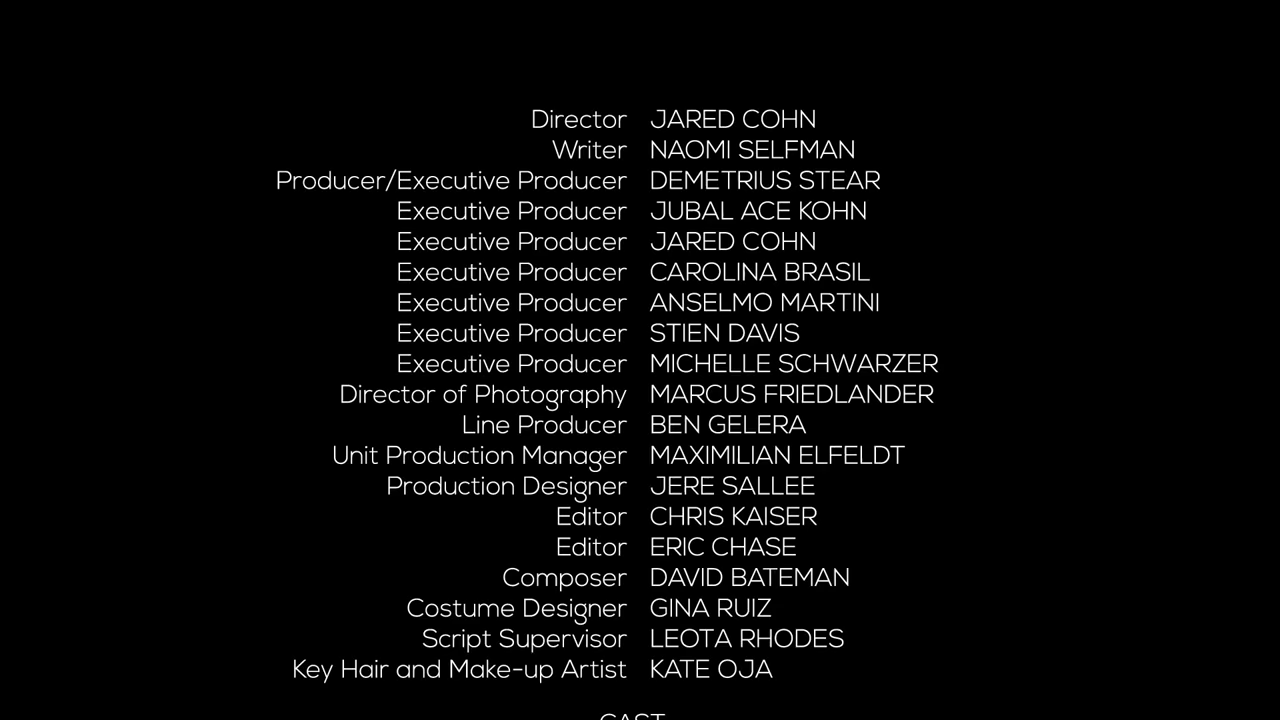 Director JARED COHN
Writer NAOMI SELFMAN
Producer/Executive Producer DEMETRIUS STEAR
Executive Producer JUBAL ACE KOHN
Executive Producer JARED COHN
Executive Producer CAROLINA BRASIL
Executive Producer ANSELMO MARTINI
Executive Producer STIEN DAVIS
Executive Producer MICHELLE SCHWARZER
Director of Photography MARCUS FRIEDLANDER
Line Producer BEN GELERA
Unit Production Manager MAXIMILIAN ELFELDT
Production Designer JERE SALLEE
Editor CHRIS KAISER
Editor ERIC CHASE
Composer DAVID BATEMAN
Costume Designer GINA RUIZ
Script Supervisor LEOTA RHODES
Key Hair and Make-up Artist KATE OJA
CAST